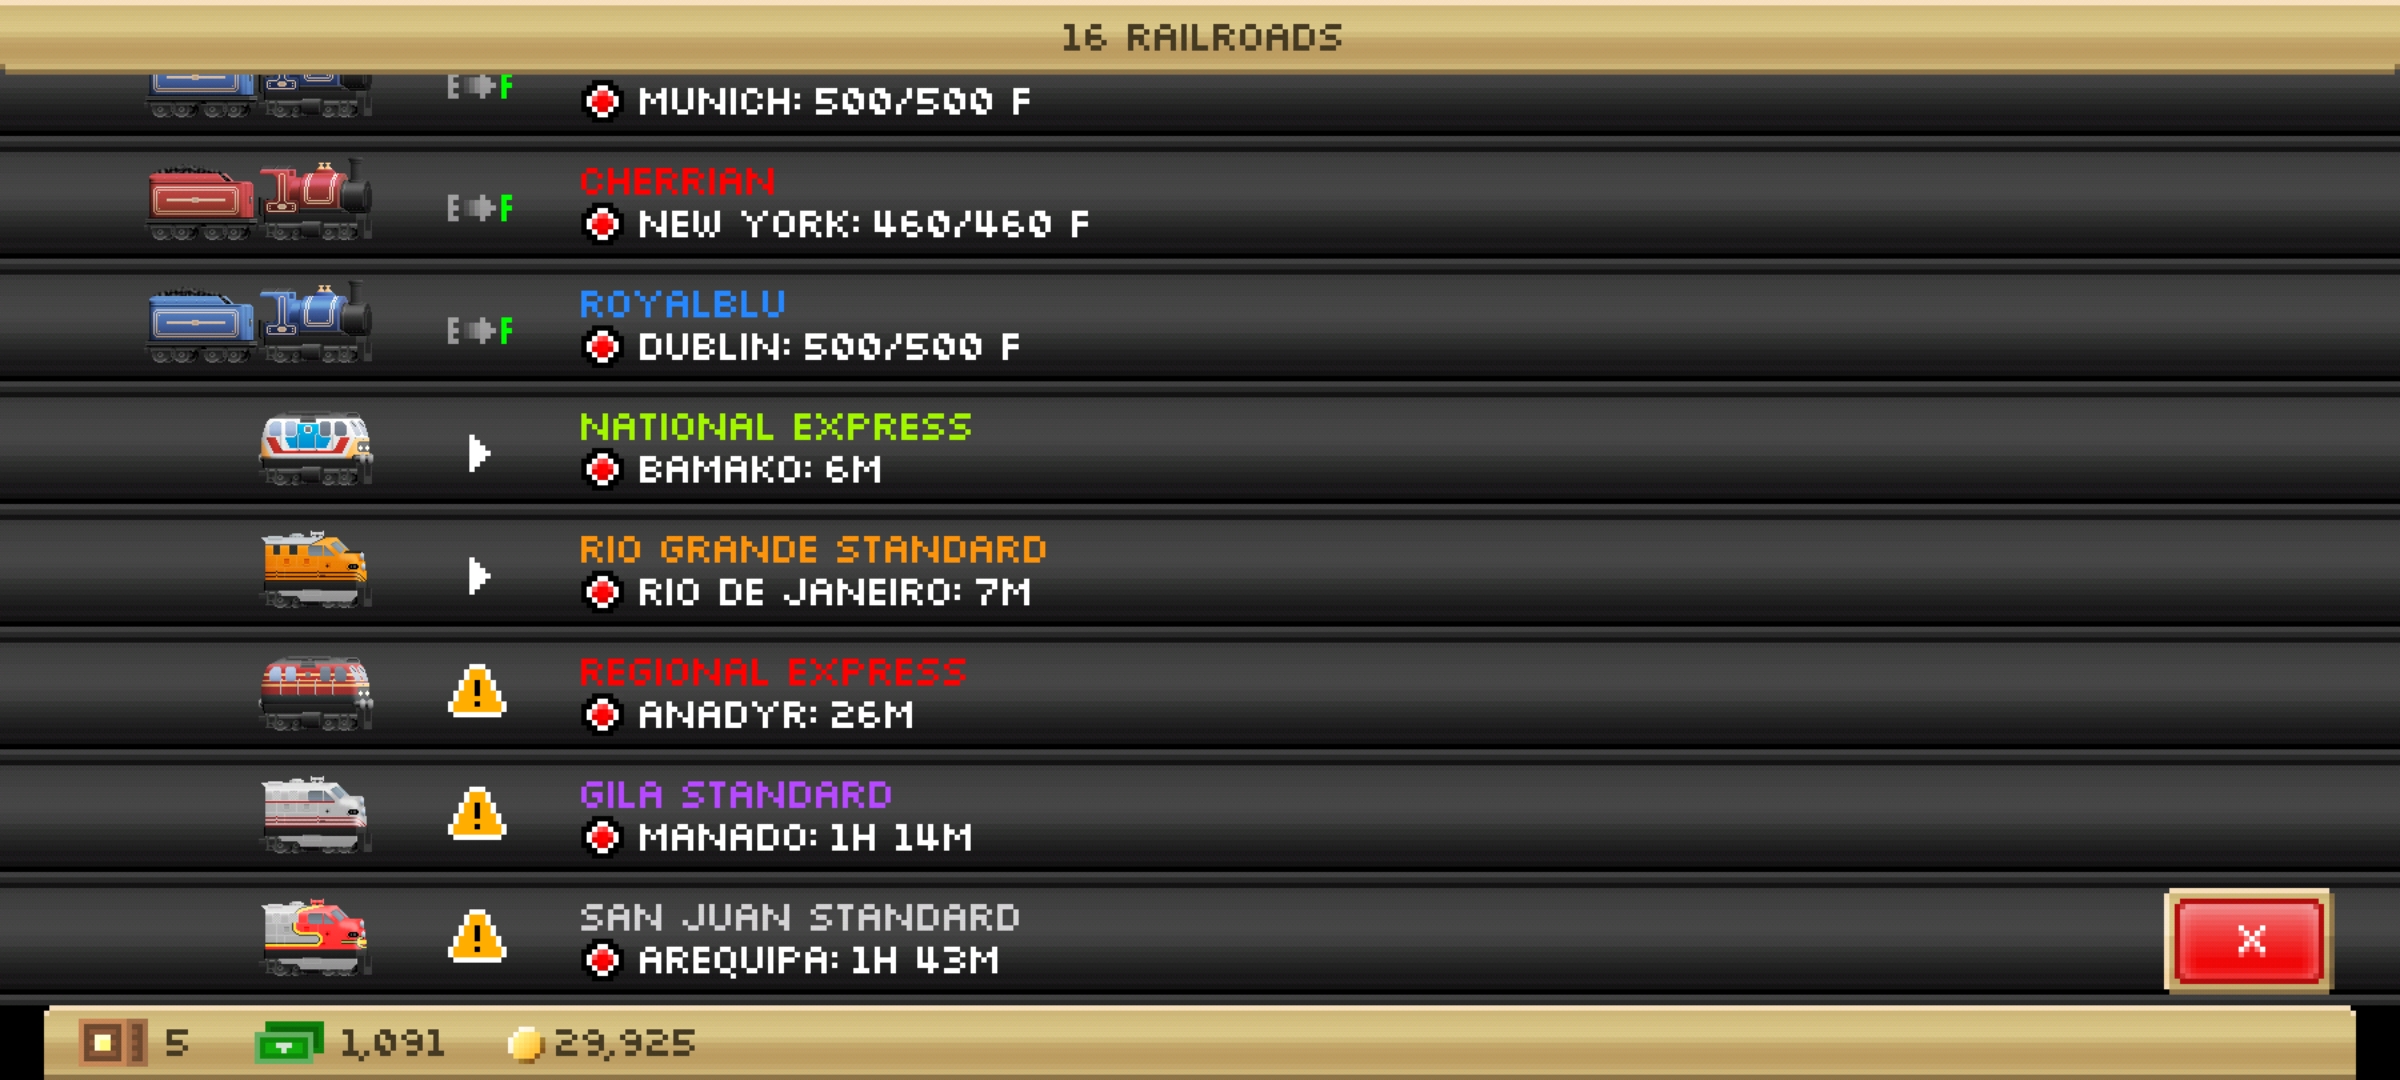 16 RAILROADS
E F
MUNICH: 500/500 F
CHERRIAN
E F
NEW YORK: 460/460 F
ROYALBLU
E F
DUBLIN: 500/500 F
NATIONAL EXPRESS
BAMAKO: 6M
RIO GRANDE STANDARD
RIO DE JANEIRO: 7M
REGIONAL EXPRESS
!
ANADYR: 26M
GILA STANDARD
!
MANADO: 1H 14M
SAN JUAN STANDARD
!
AREQUIPA: 1H 43M
X
5 1,091 29,925